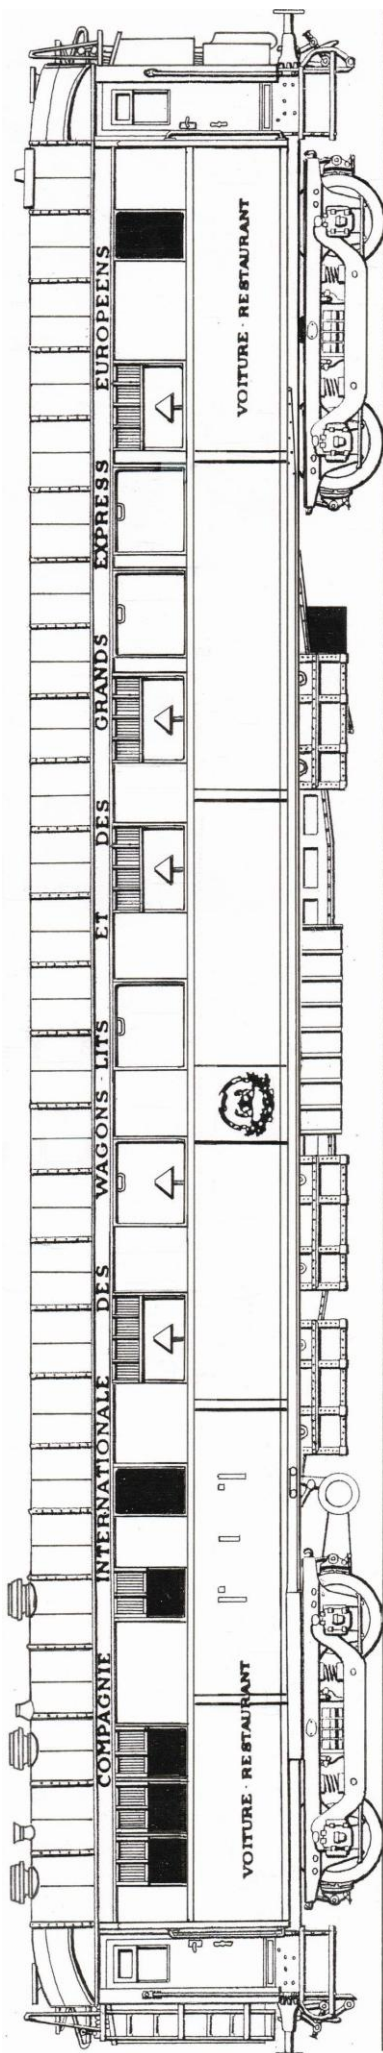 COMPAGNIE INTERNATIONALE DES WAGONS-LITS ET DES GRANDS EXPRESS EUROPEENS
VOITURE-RESTAURANT
VOITURE-RESTAURANT